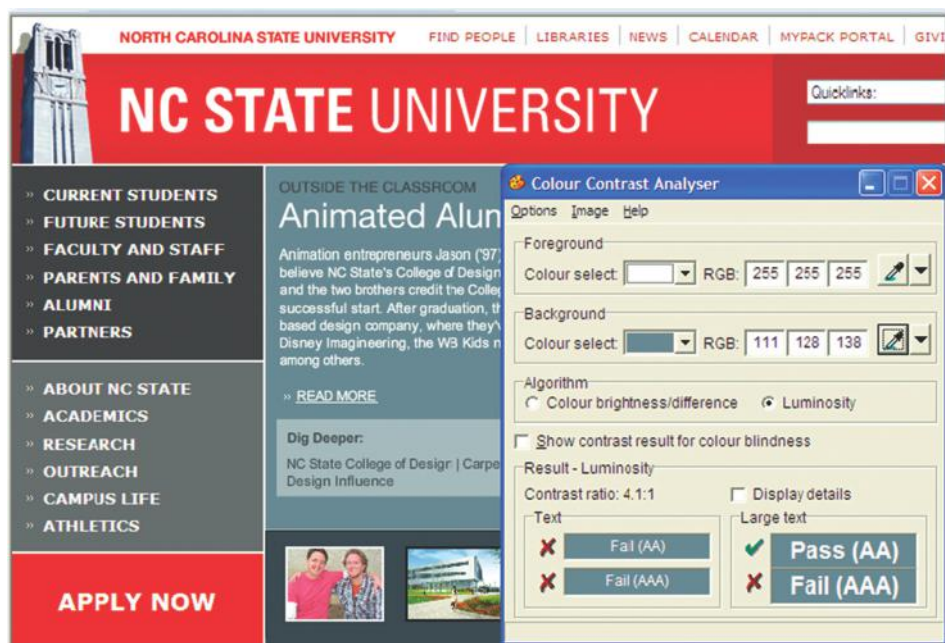 NORTH CAROLINA STATE UNIVERSITY FIND PEOPLE LIBRARIES NEWS CALENDAR MYPACK PORTAL GIVI
NC STATE UNIVERSITY
Quicklinks:
» CURRENT STUDENTS
» FUTURE STUDENTS
» FACULTY AND STAFF
» PARENTS AND FAMILY
» ALUMNI
» PARTNERS
» ABOUT NC STATE
» ACADEMICS
» RESEARCH
» OUTREACH
» CAMPUS LIFE
» ATHLETICS
APPLY NOW
OUTSIDE THE CLASSROOM
Animated Alun
Animation entrepreneurs Jason ('97)
believe NC State's College of Design
and the two brothers credit the Colleg
successful start. After graduation, th
based design company, where they'v
Disney Imagineering, the WB Kids n
among others.
» READ MORE
Dig Deeper:
NC State College of Design | Carpe
Design Influence
Colour Contrast Analyser
Options Image Help
Foreground
Colour select: RGB: 255 255 255
Background
Colour select: RGB: 111 128 138
Algorithm
Colour brightness/difference Luminosity
Show contrast result for colour blindness
Result - Luminosity
Contrast ratio: 4.1:1 Display details
Text Large text
Fail (AA) Pass (AA)
Fail (AAA) Fail (AAA)